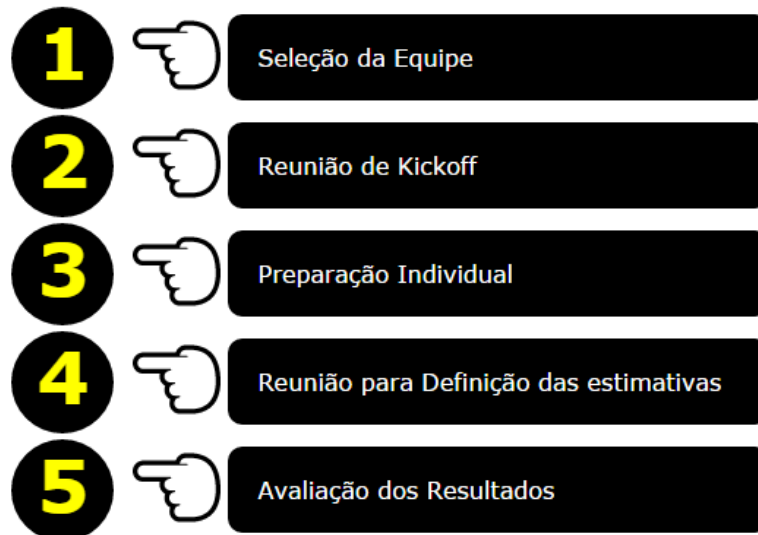 1 Seleção da Equipe
2 Reunião de Kickoff
3 Preparação Individual
4 Reunião para Definição das estimativas
5 Avaliação dos Resultados